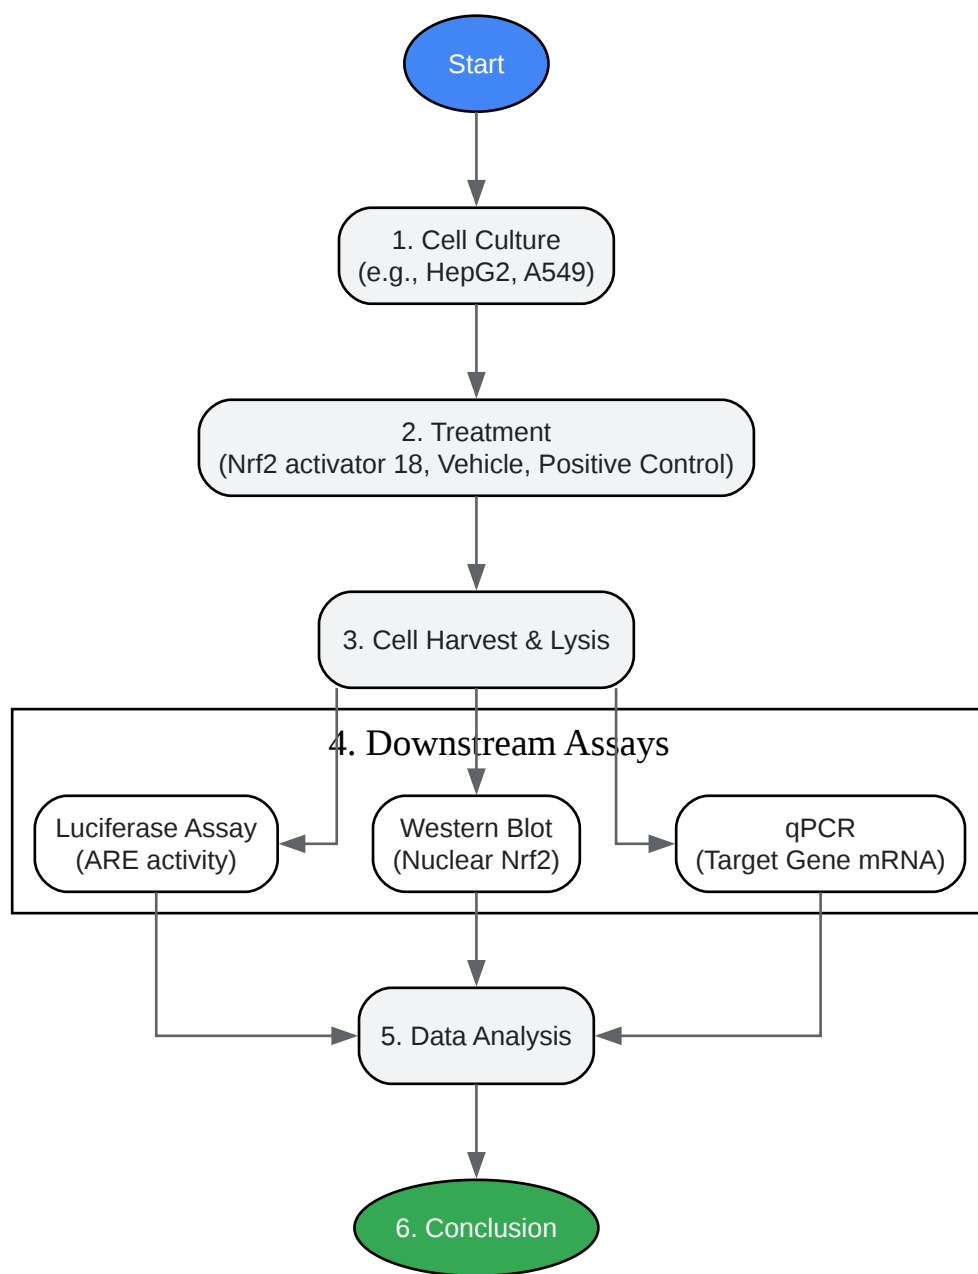 Start
1. Cell Culture
(e.g., HepG2, A549)
2. Treatment
(Nrf2 activator 18, Vehicle, Positive Control)
3. Cell Harvest & Lysis
4. Downstream Assays
Luciferase Assay
(ARE activity)
Western Blot
(Nuclear Nrf2)
qPCR
(Target Gene mRNA)
5. Data Analysis
6. Conclusion